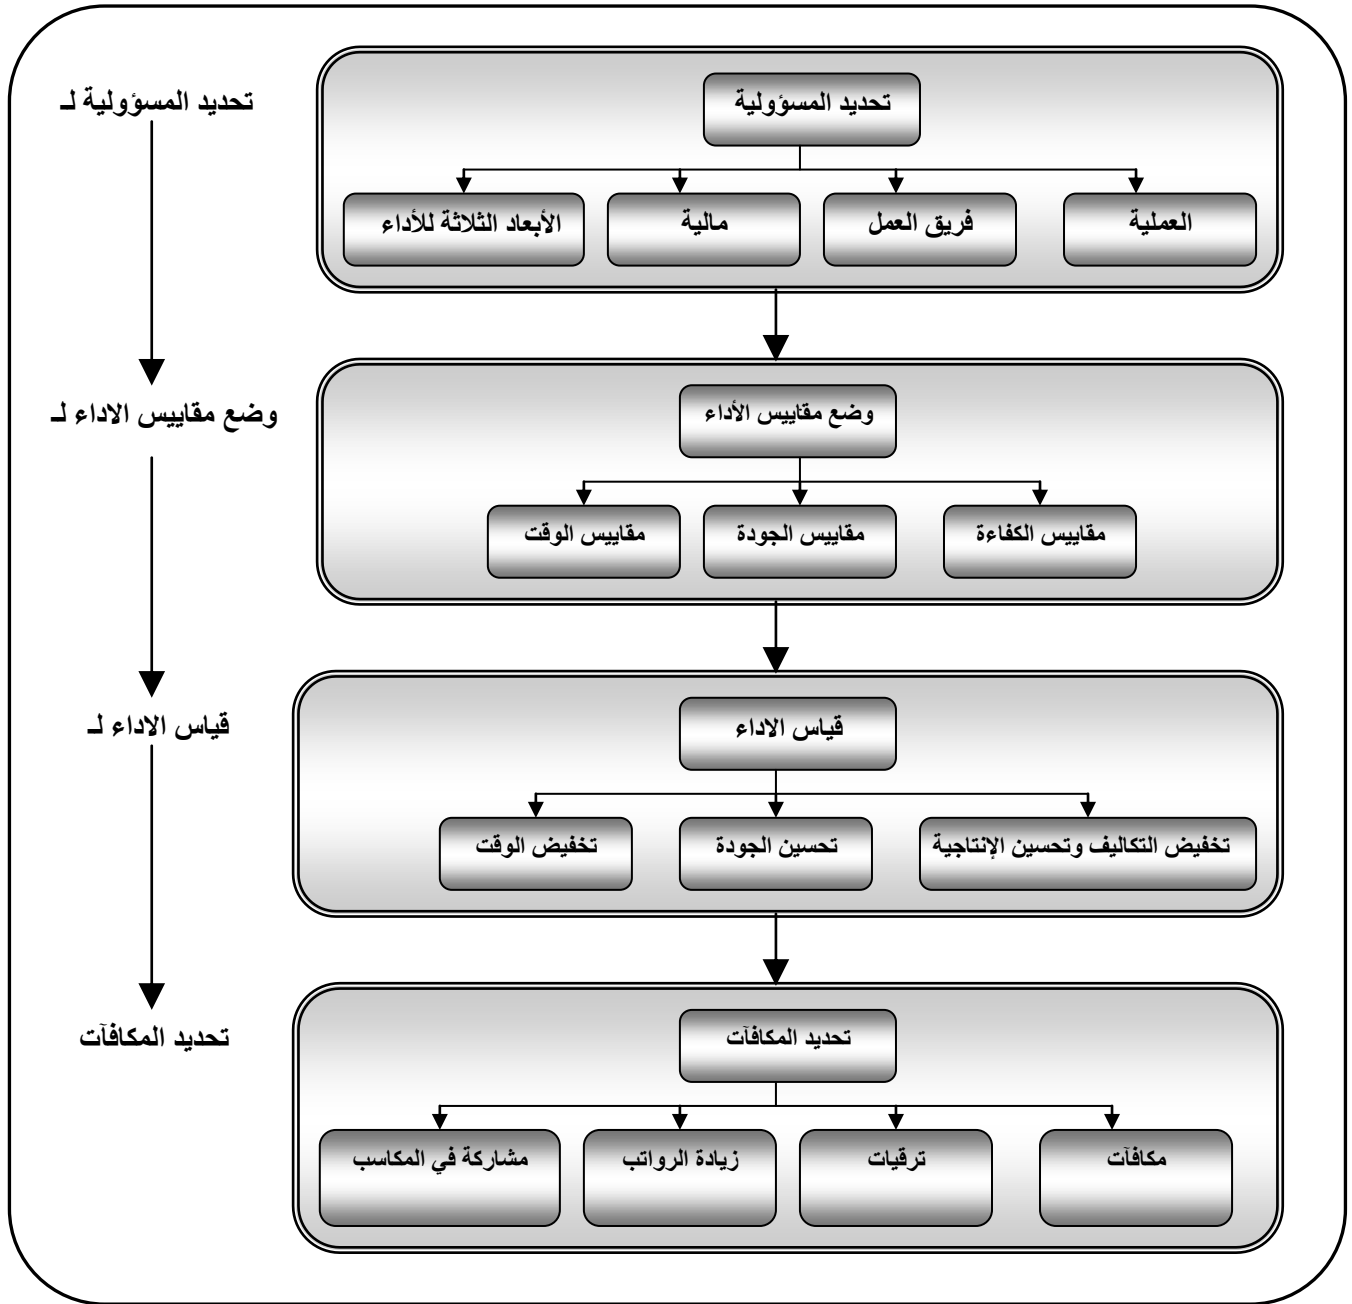 تحديد المسؤولية لـ
تحديد المسؤولية
العملية
فريق العمل
مالية
الأبعاد الثلاثة للأداء
وضع مقاييس الاداء لـ
وضع مقاييس الأداء
مقاييس الكفاءة
مقاييس الجودة
مقاييس الوقت
قياس الاداء لـ
قياس الاداء
تخفيض التكاليف وتحسين الإنتاجية
تحسين الجودة
تخفيض الوقت
تحديد المكافآت
تحديد المكافآت
مكافآت
ترقيات
زيادة الرواتب
مشاركة في المكاسب